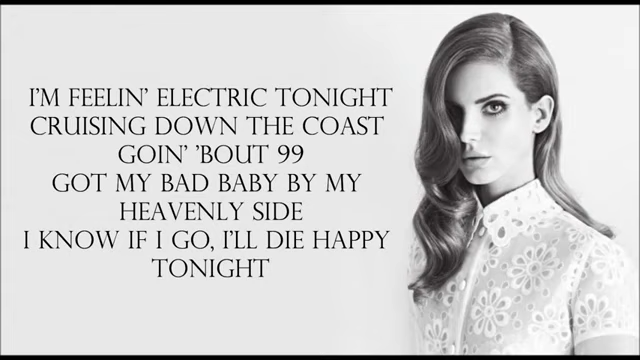 I'M FEELIN' ELECTRIC TONIGHT
CRUISING DOWN THE COAST
GOIN' 'BOUT 99
GOT MY BAD BABY BY MY
HEAVENLY SIDE
I KNOW IF I GO, I'LL DIE HAPPY
TONIGHT